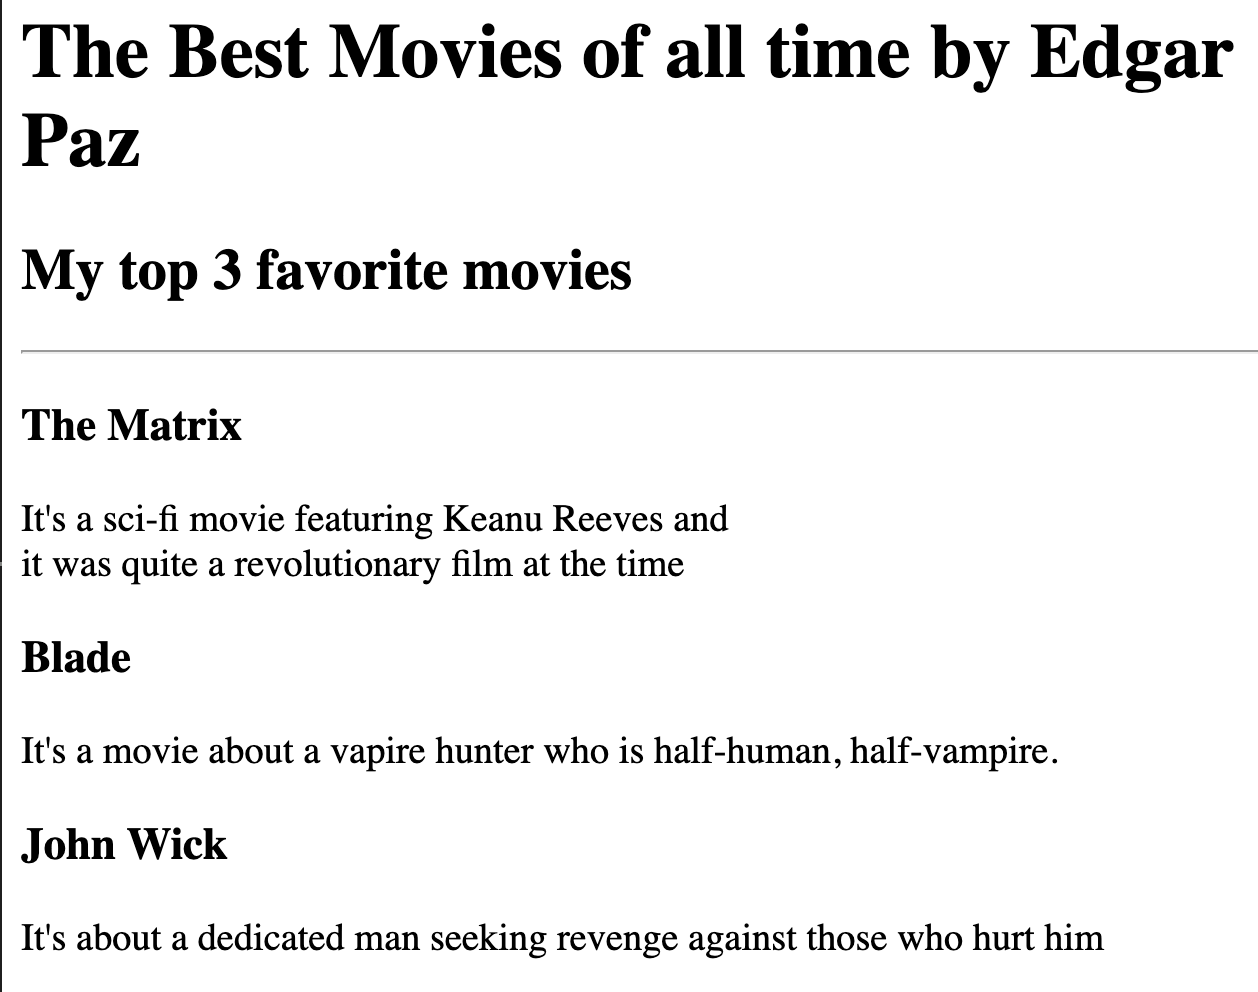 The Best Movies of all time by Edgar
Paz
My top 3 favorite movies
The Matrix
It's a sci-fi movie featuring Keanu Reeves and
it was quite a revolutionary film at the time
Blade
It's a movie about a vapire hunter who is half-human, half-vampire.
John Wick
It's about a dedicated man seeking revenge against those who hurt him